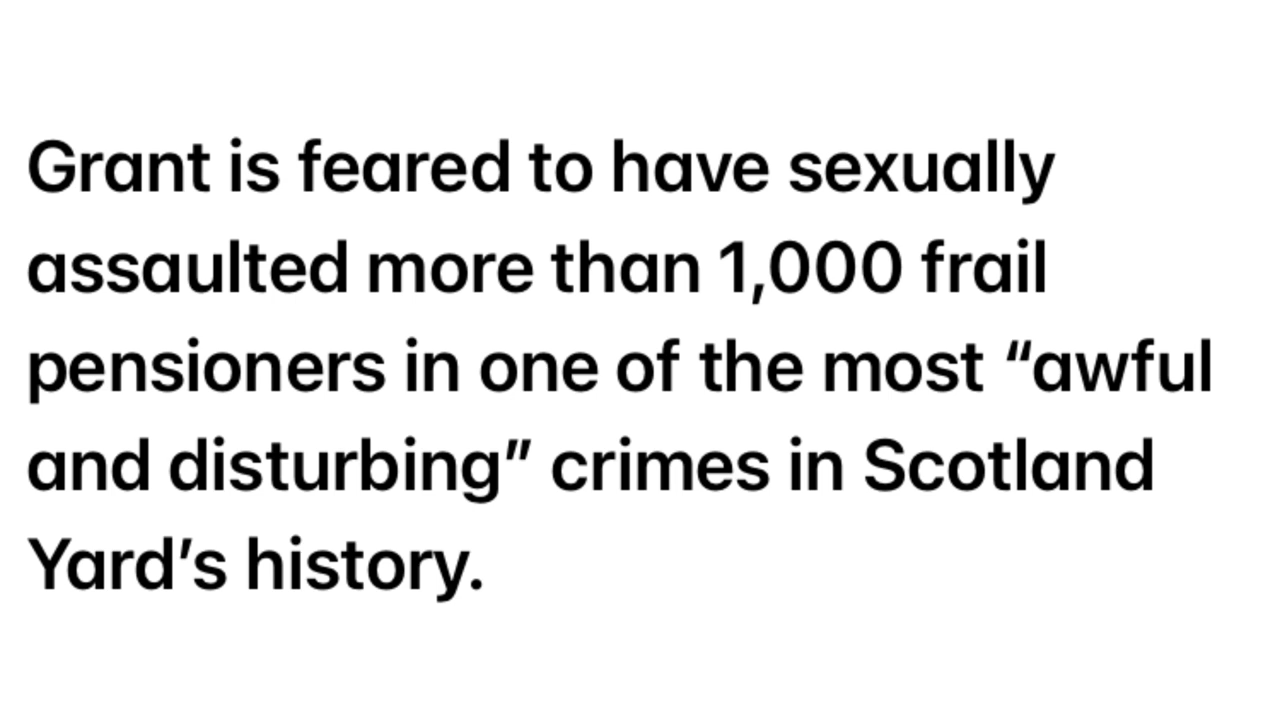 Grant is feared to have sexually
assaulted more than 1,000 frail
pensioners in one of the most “awful
and disturbing” crimes in Scotland
Yard’s history.